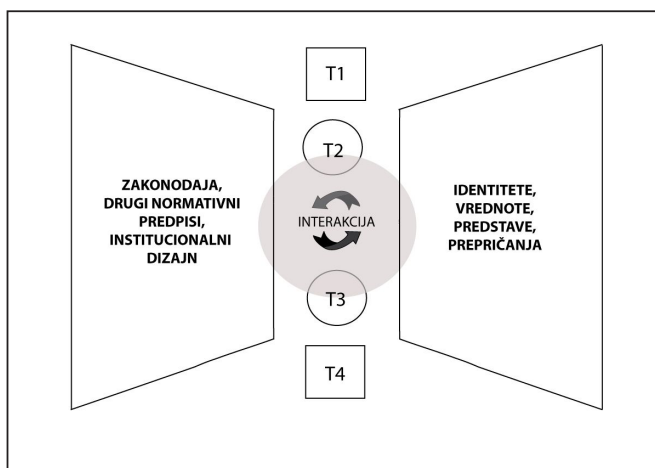 T1
T2
ZAKONODAJA,
DRUGI NORMATIVNI
PREDPISI,
INSTITUCIONALNI
DIZAJN
INTERAKCIJA
IDENTITETE,
VREDNOTE,
PREDSTAVE,
PREPRIČANJA
T3
T4